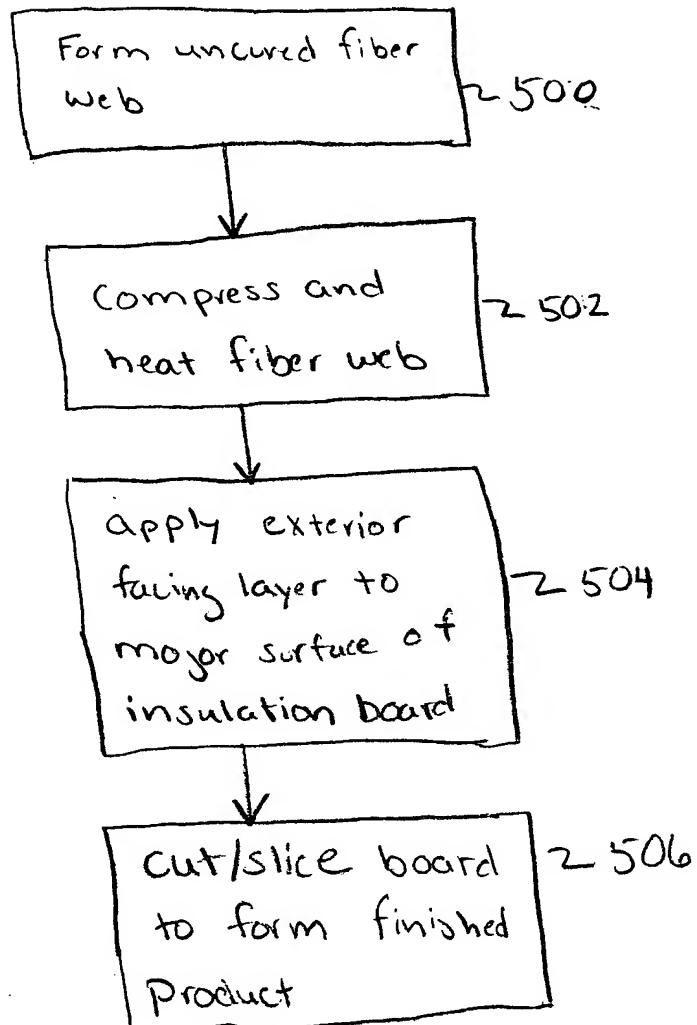 Form uncured fiber
web
500
Compress and
heat fiber web
502
apply exterior
facing layer to
major surface of
insulation board
504
cut/slice board
to form finished
Product
506